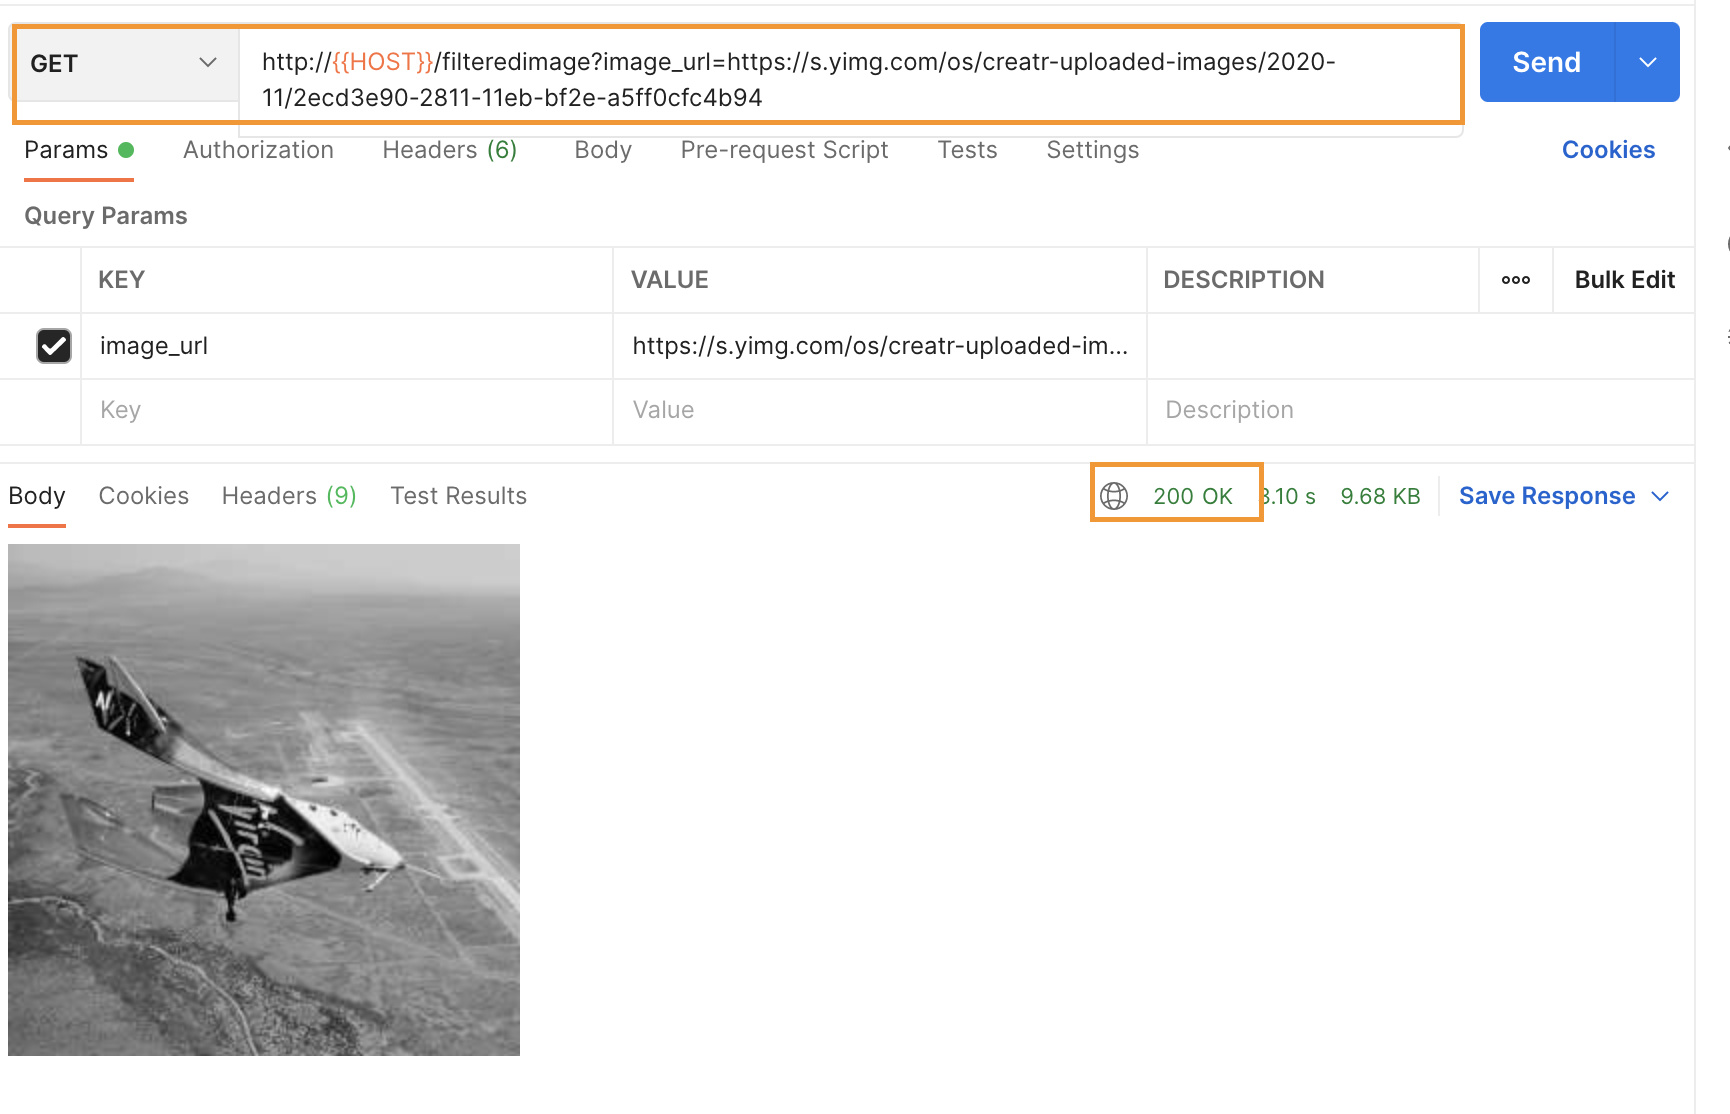 GET
http://{{HOST}}/filteredimage?image_url=https://s.yimg.com/os/creatr-uploaded-images/2020-
11/2ecd3e90-2811-11eb-bf2e-a5ff0cfc4b94
Send
Params Authorization Headers (6) Body Pre-request Script Tests Settings Cookies
Query Params
KEY VALUE DESCRIPTION Bulk Edit
image_url https://s.yimg.com/os/creatr-uploaded-im...
Key Value Description
Body Cookies Headers (9) Test Results 200 OK 3.10 s 9.68 KB Save Response
N
Virgin